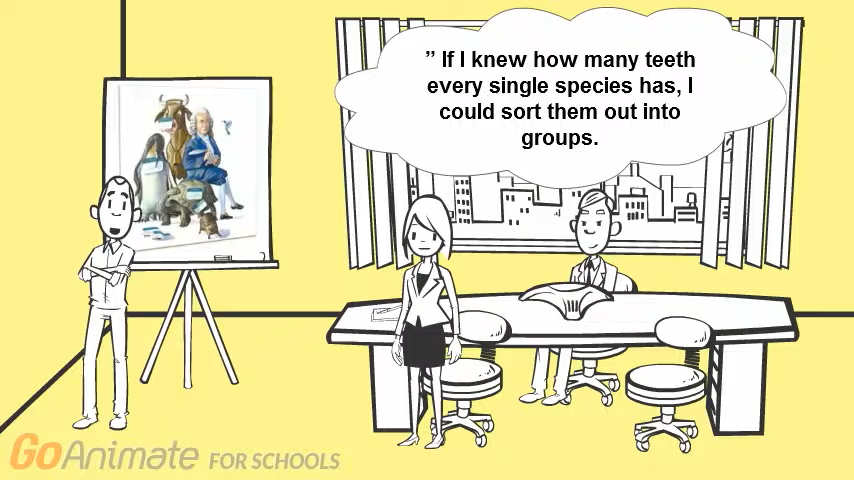 ” If I knew how many teeth
every single species has, I
could sort them out into
groups.
GoAnimate FOR SCHOOLS